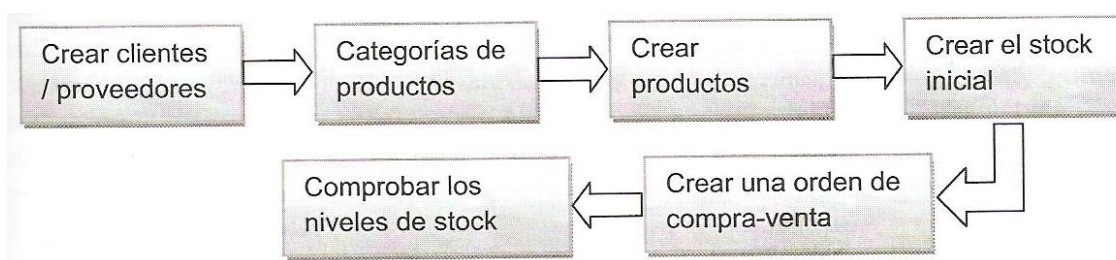 Crear clientes
/ proveedores
Categorías de
productos
Crear
productos
Crear el stock
inicial
Crear una orden de
compra-venta
Comprobar los
niveles de stock